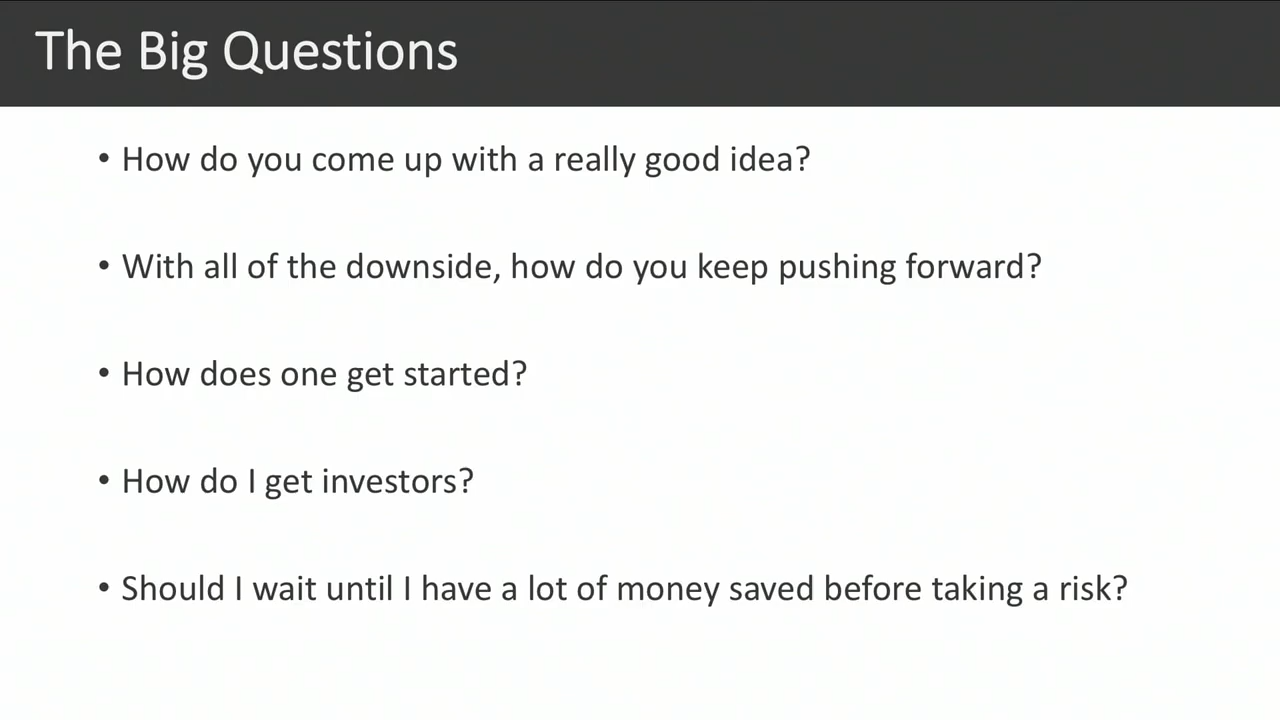 The Big Questions
• How do you come up with a really good idea?
• With all of the downside, how do you keep pushing forward?
• How does one get started?
• How do I get investors?
• Should I wait until I have a lot of money saved before taking a risk?